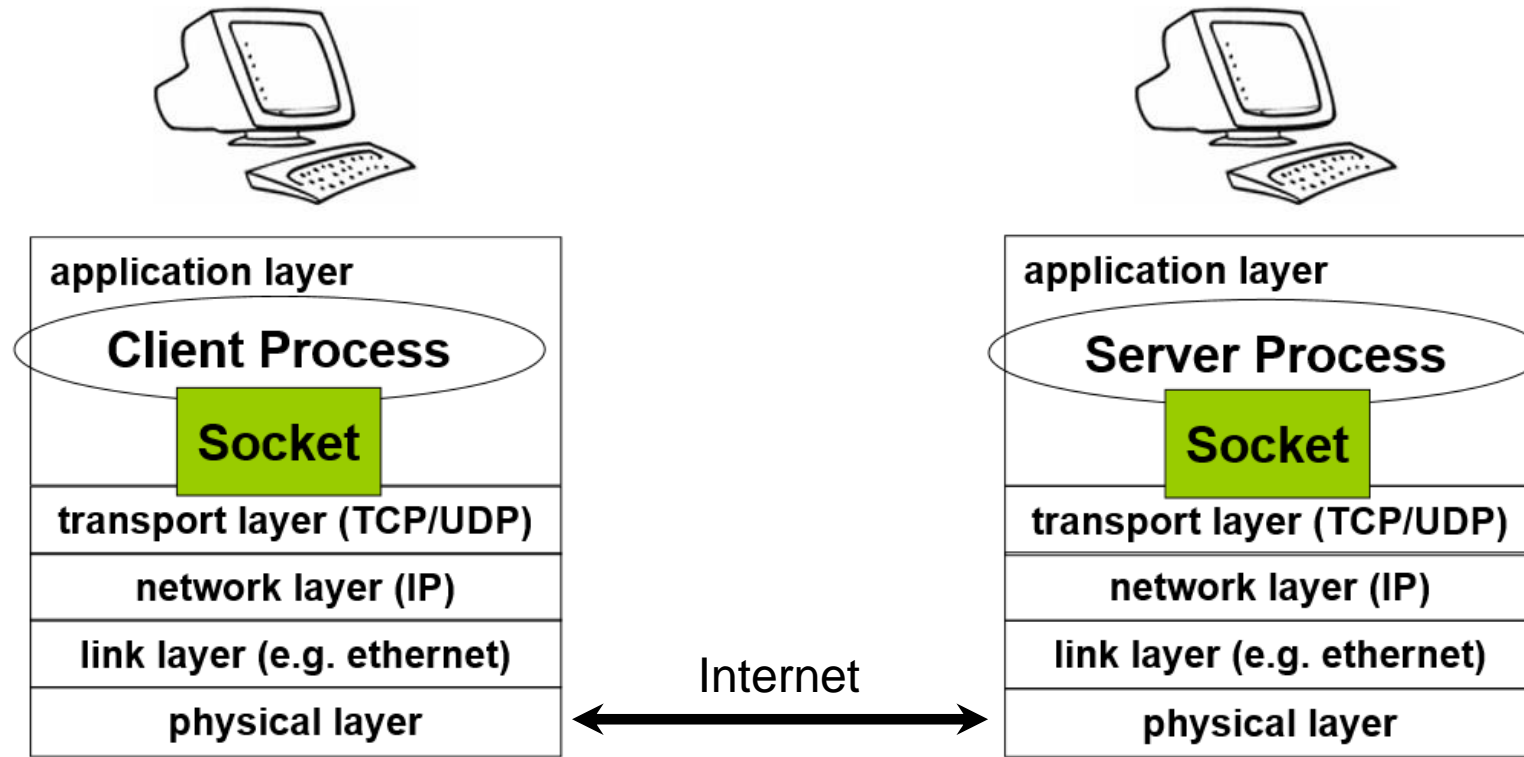 application layer
Client Process
Socket
transport layer (TCP/UDP)
network layer (IP)
link layer (e.g. ethernet)
physical layer
Internet
application layer
Server Process
Socket
transport layer (TCP/UDP)
network layer (IP)
link layer (e.g. ethernet)
physical layer